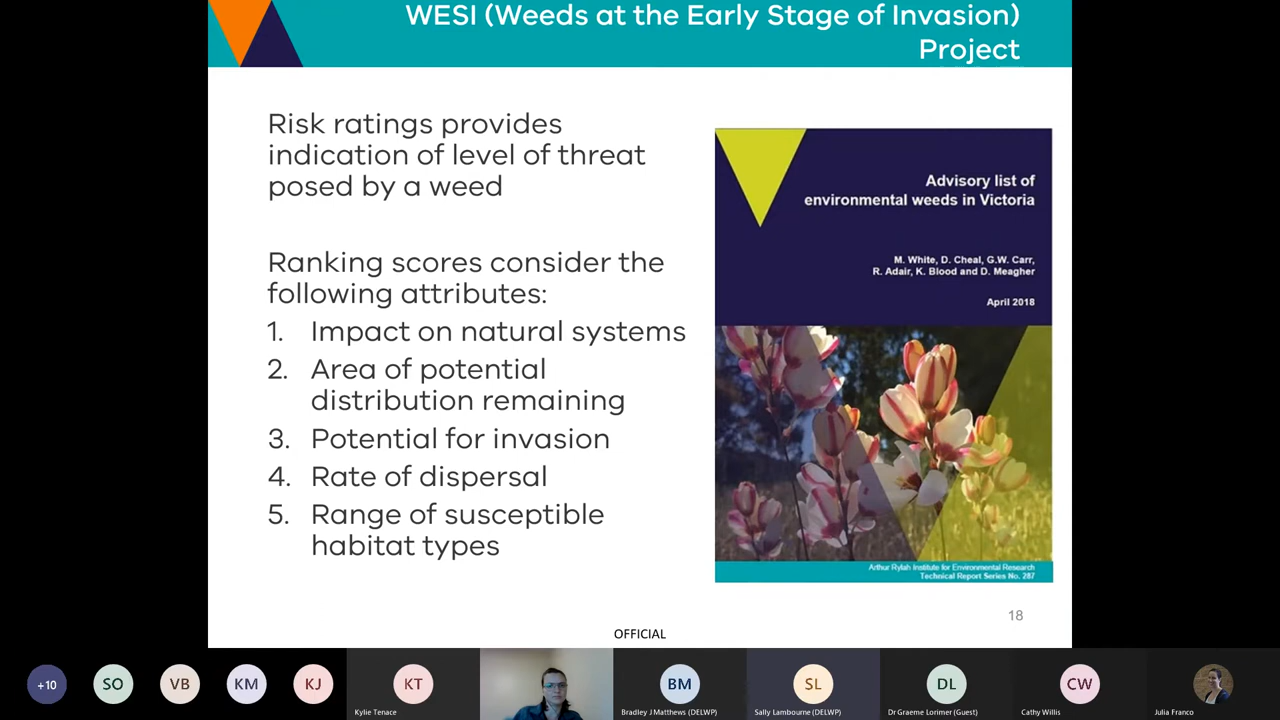 WESI (Weeds at the Early Stage of Invasion)
Project
Risk ratings provides
indication of level of threat
posed by a weed
Ranking scores consider the
following attributes:
1. Impact on natural systems
2. Area of potential
distribution remaining
3. Potential for invasion
4. Rate of dispersal
5. Range of susceptible
habitat types
Advisory list of
environmental weeds in Victoria
M. White, D. Cheal, G.W. Carr,
R. Adair, K. Blood and D. Meagher
April 2018
Arthur Rylah Institute for Environmental Research
Technical Report Series No. 287
18
OFFICIAL
+10
SO
VB
KM
KJ
KT
BM
SL
DL
CW
Kylie Tenace
Bradley J Matthews (DELWP)
Sally Lambourne (DELWP)
Dr Graeme Lorimer (Guest)
Cathy Willis
Julia Franco